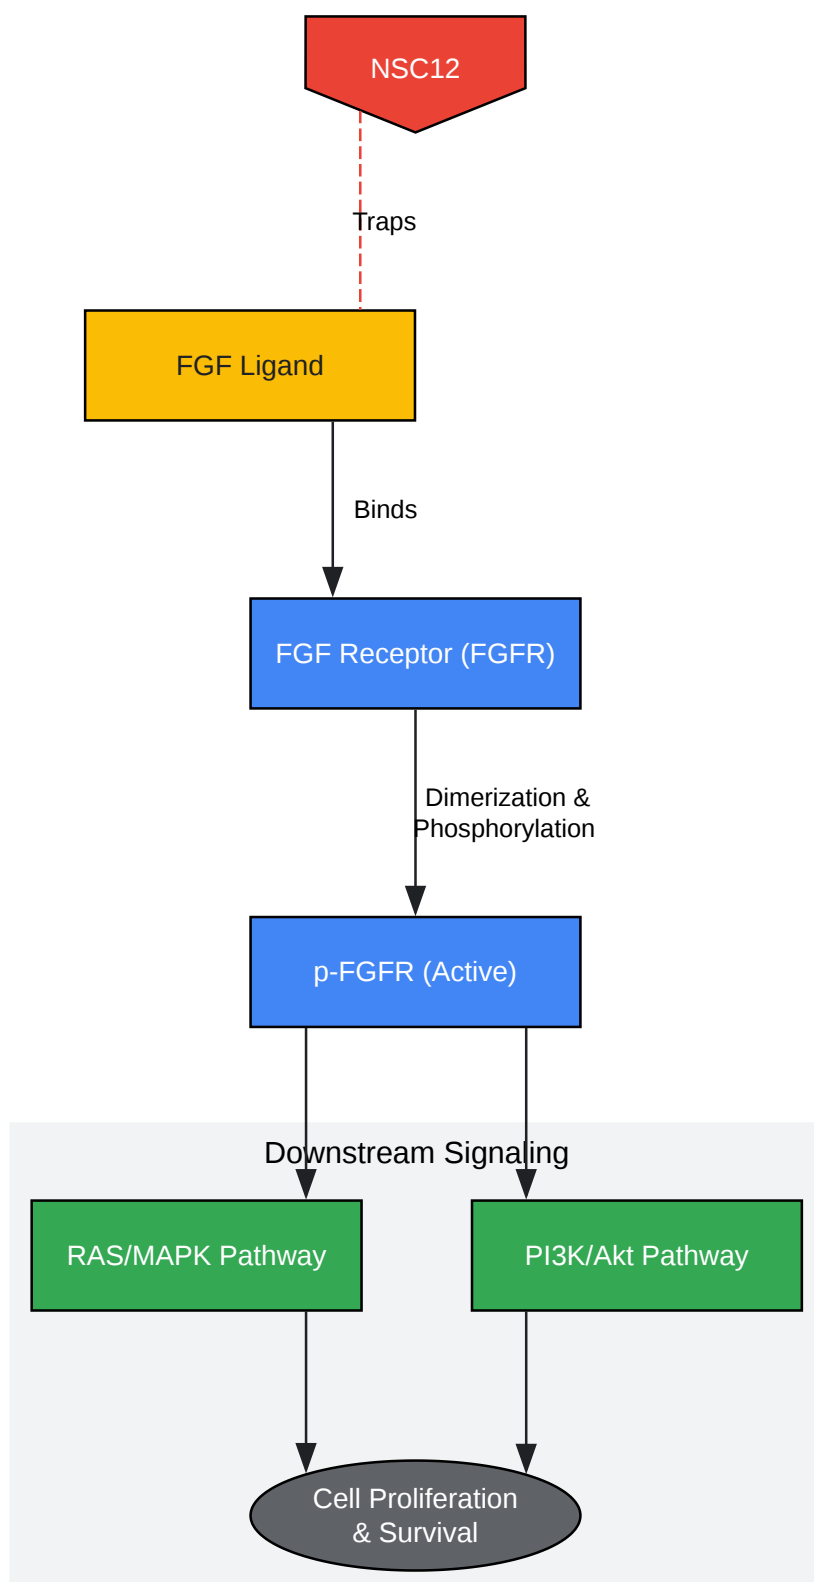 NSC12
Traps
FGF Ligand
Binds
FGF Receptor (FGFR)
Dimerization &
Phosphorylation
p-FGFR (Active)
Downstream Signaling
RAS/MAPK Pathway
PI3K/Akt Pathway
Cell Proliferation
& Survival